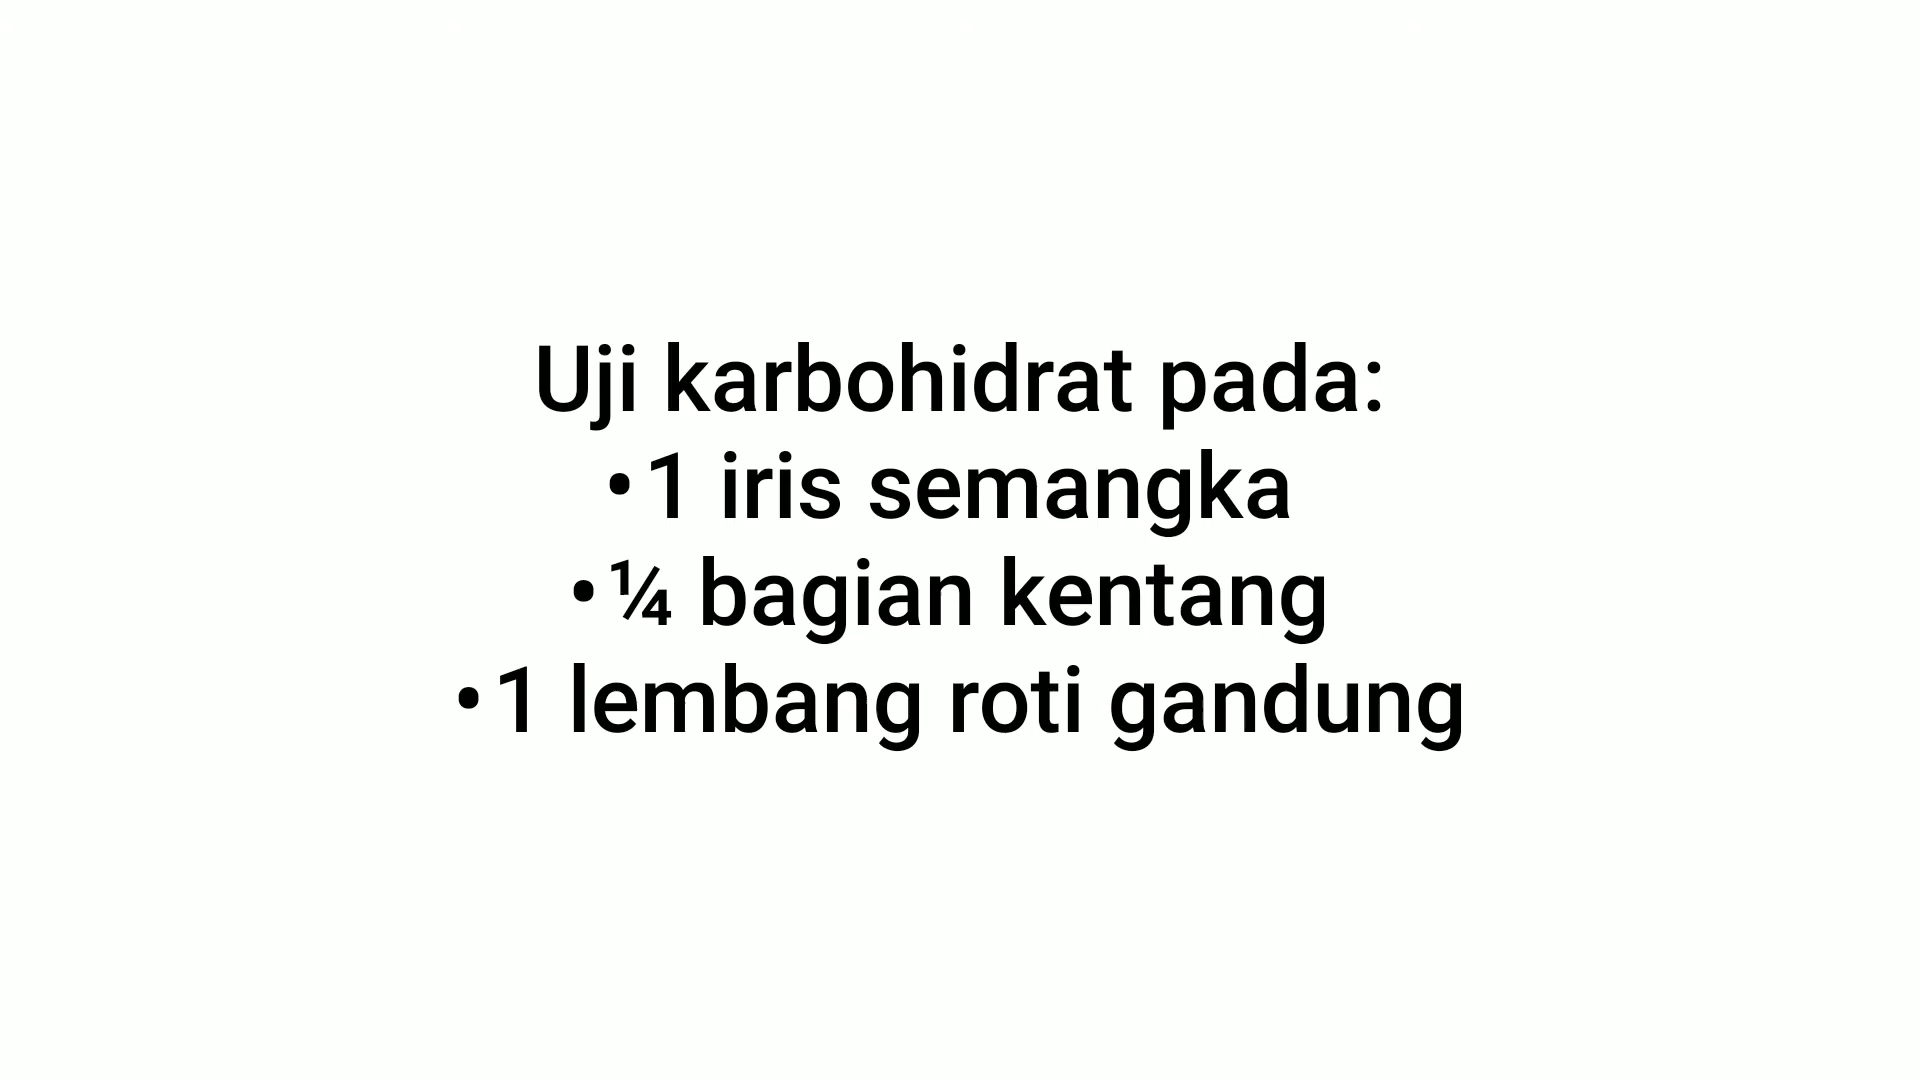 Uji karbohidrat pada:
•1 iris semangka
•¼ bagian kentang
•1 lembang roti gandung